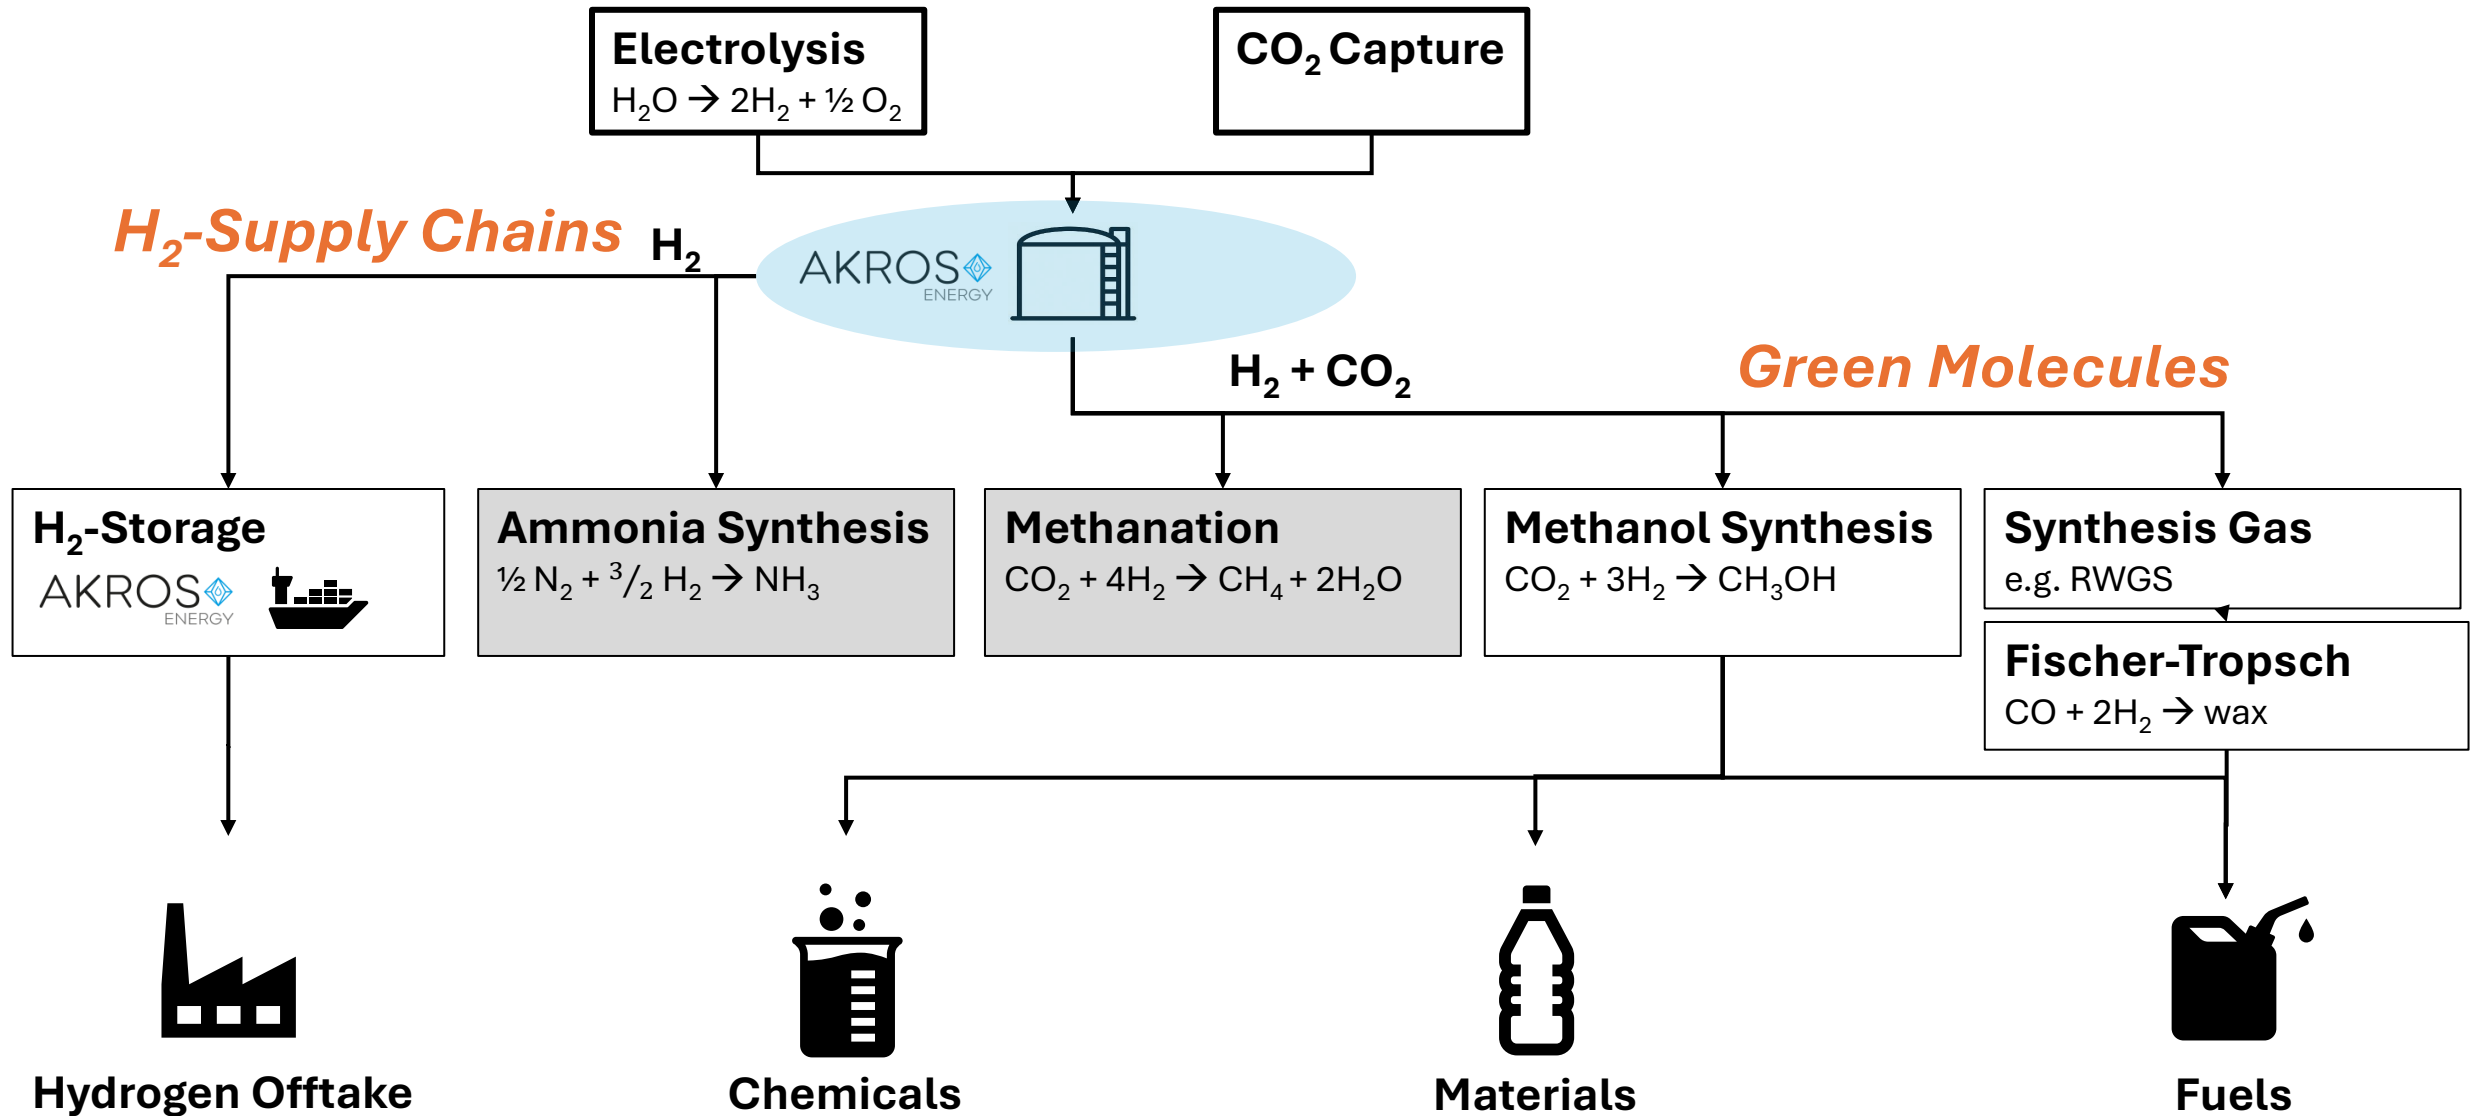 Electrolysis
H₂O → 2H₂ + ½ O₂
CO₂ Capture
H₂-Supply Chains
H₂
AKROS
ENERGY
H₂ + CO₂
Green Molecules
H₂-Storage
AKROS
ENERGY
Ammonia Synthesis
½ N₂ + ³/₂ H₂ → NH₃
Methanation
CO₂ + 4H₂ → CH₄ + 2H₂O
Methanol Synthesis
CO₂ + 3H₂ → CH₃OH
Synthesis Gas
e.g. RWGS
Fischer-Tropsch
CO + 2H₂ → wax
Hydrogen Offtake
Chemicals
Materials
Fuels